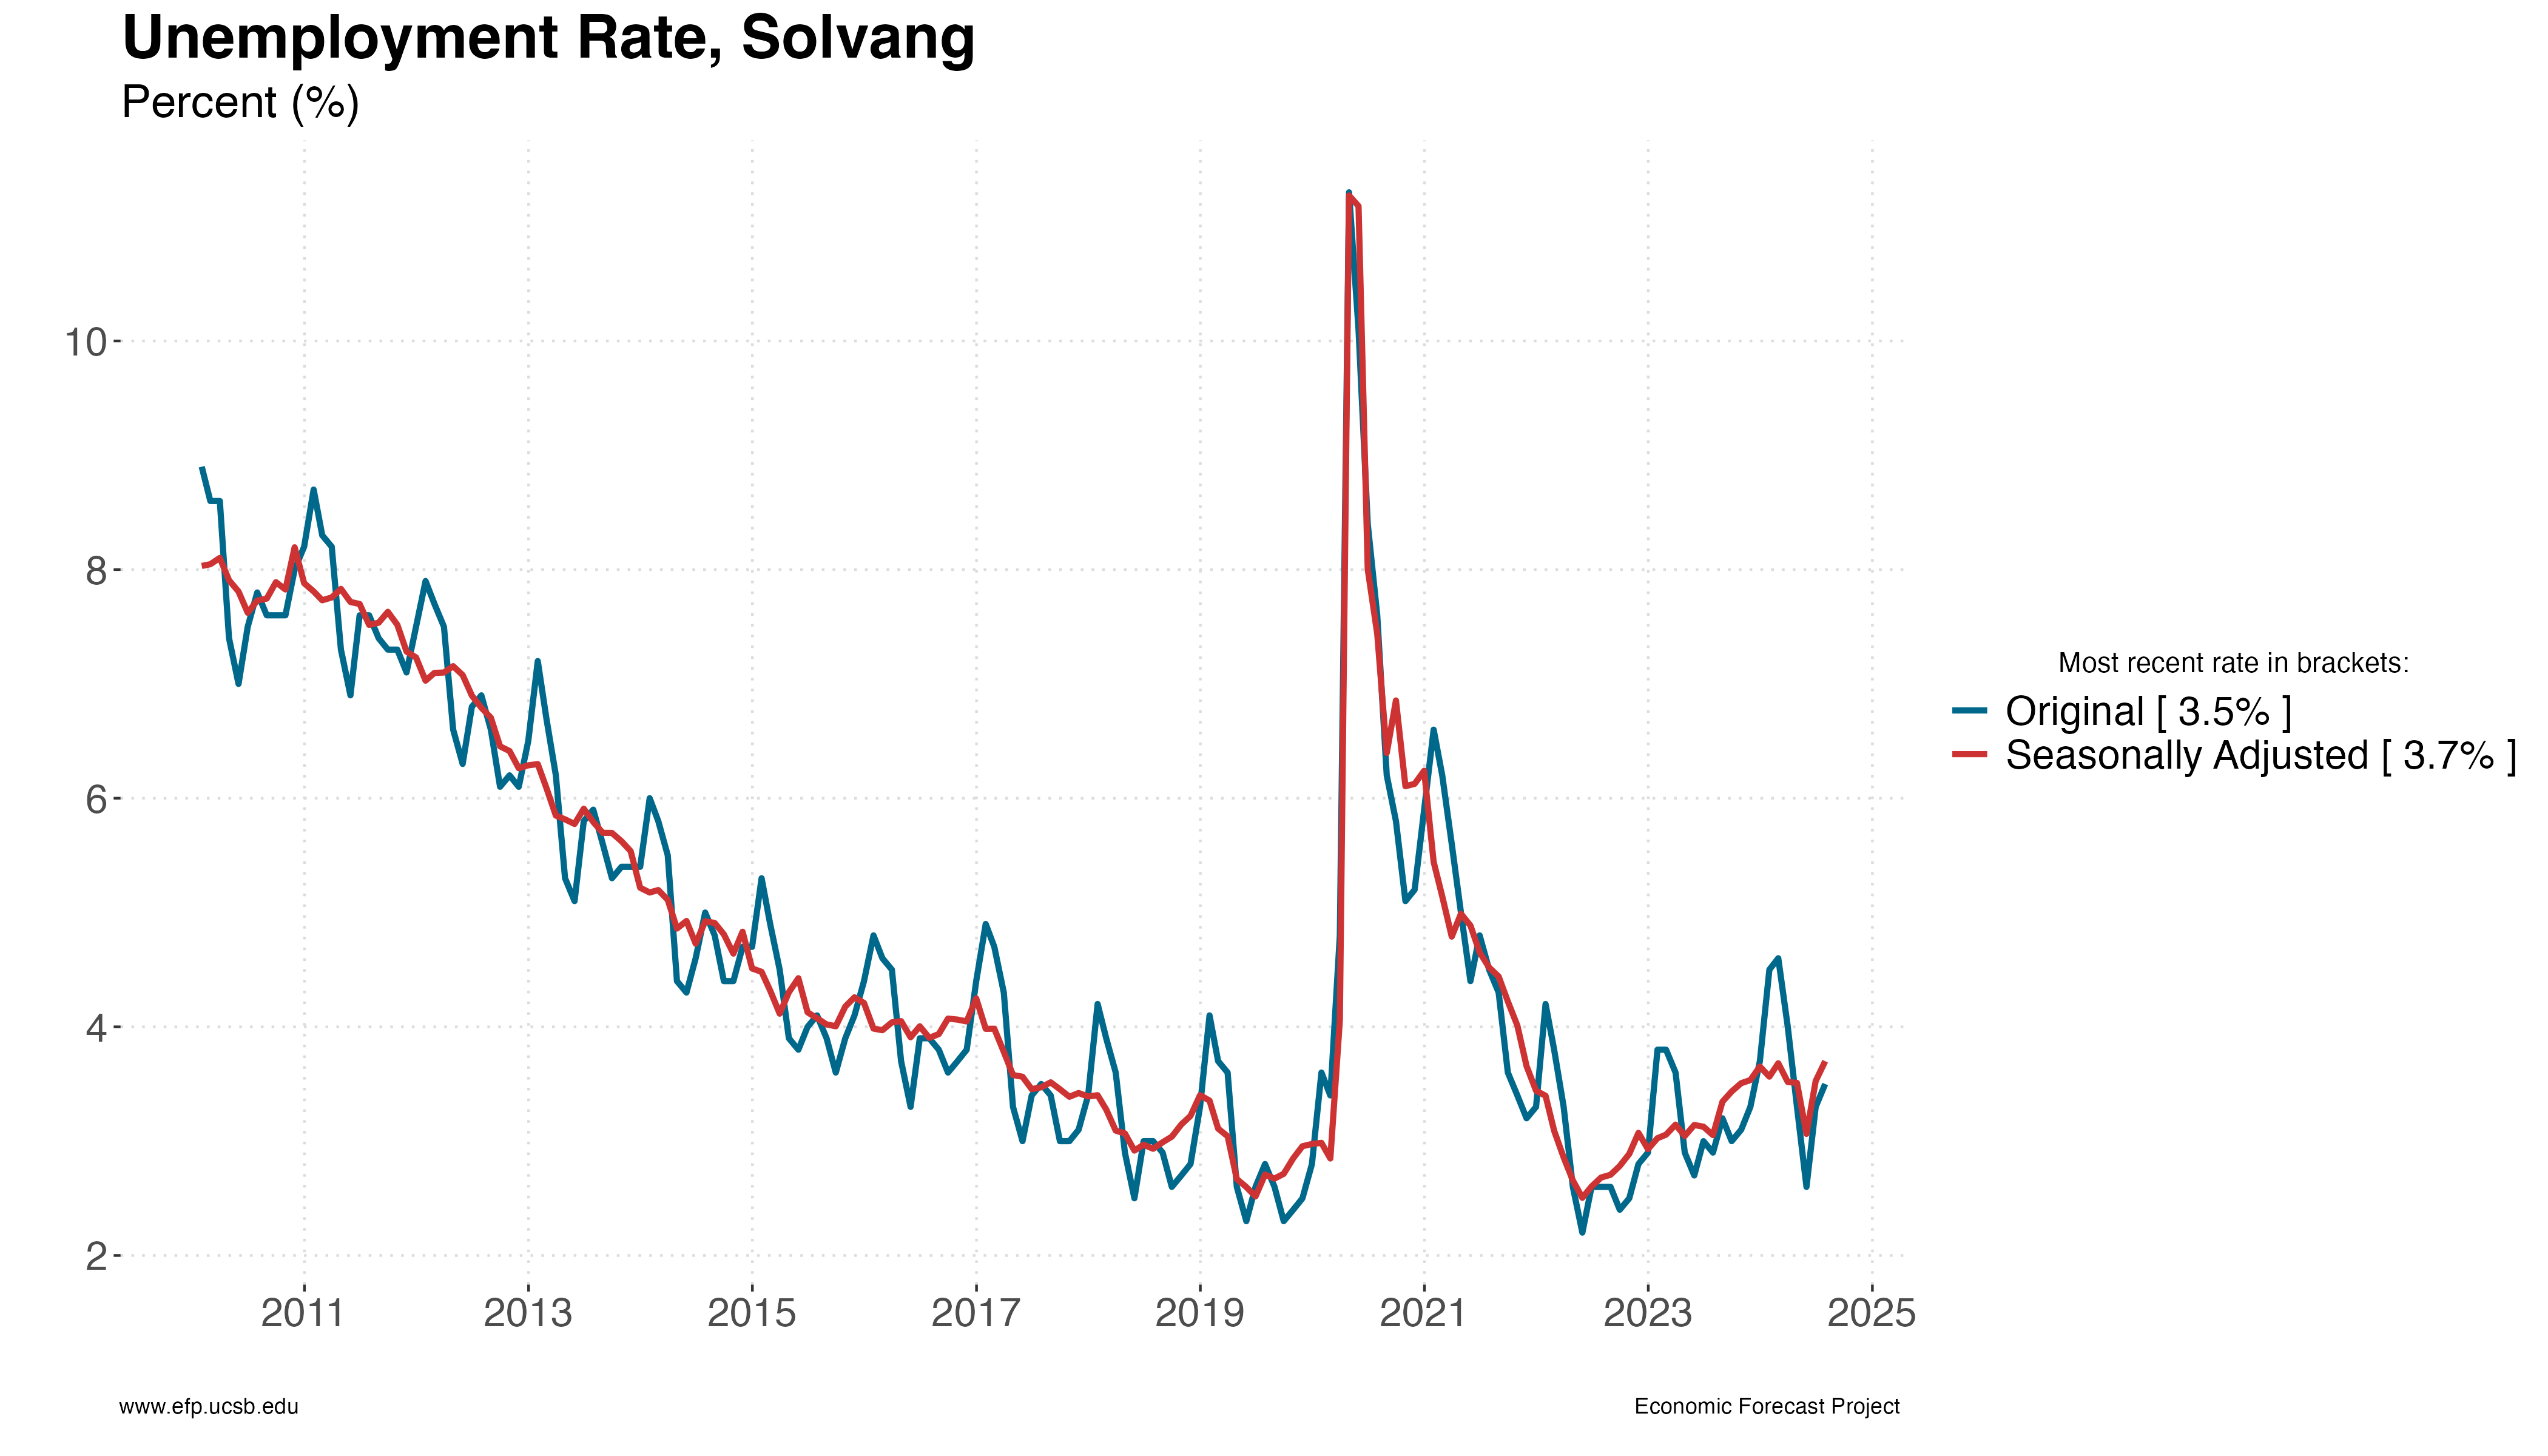 Unemployment Rate, Solvang
Percent (%)
10
8
6
4
2
2011 2013 2015 2017 2019 2021 2023 2025
Most recent rate in brackets:
Original [ 3.5% ]
Seasonally Adjusted [ 3.7% ]
www.efp.ucsb.edu
Economic Forecast Project